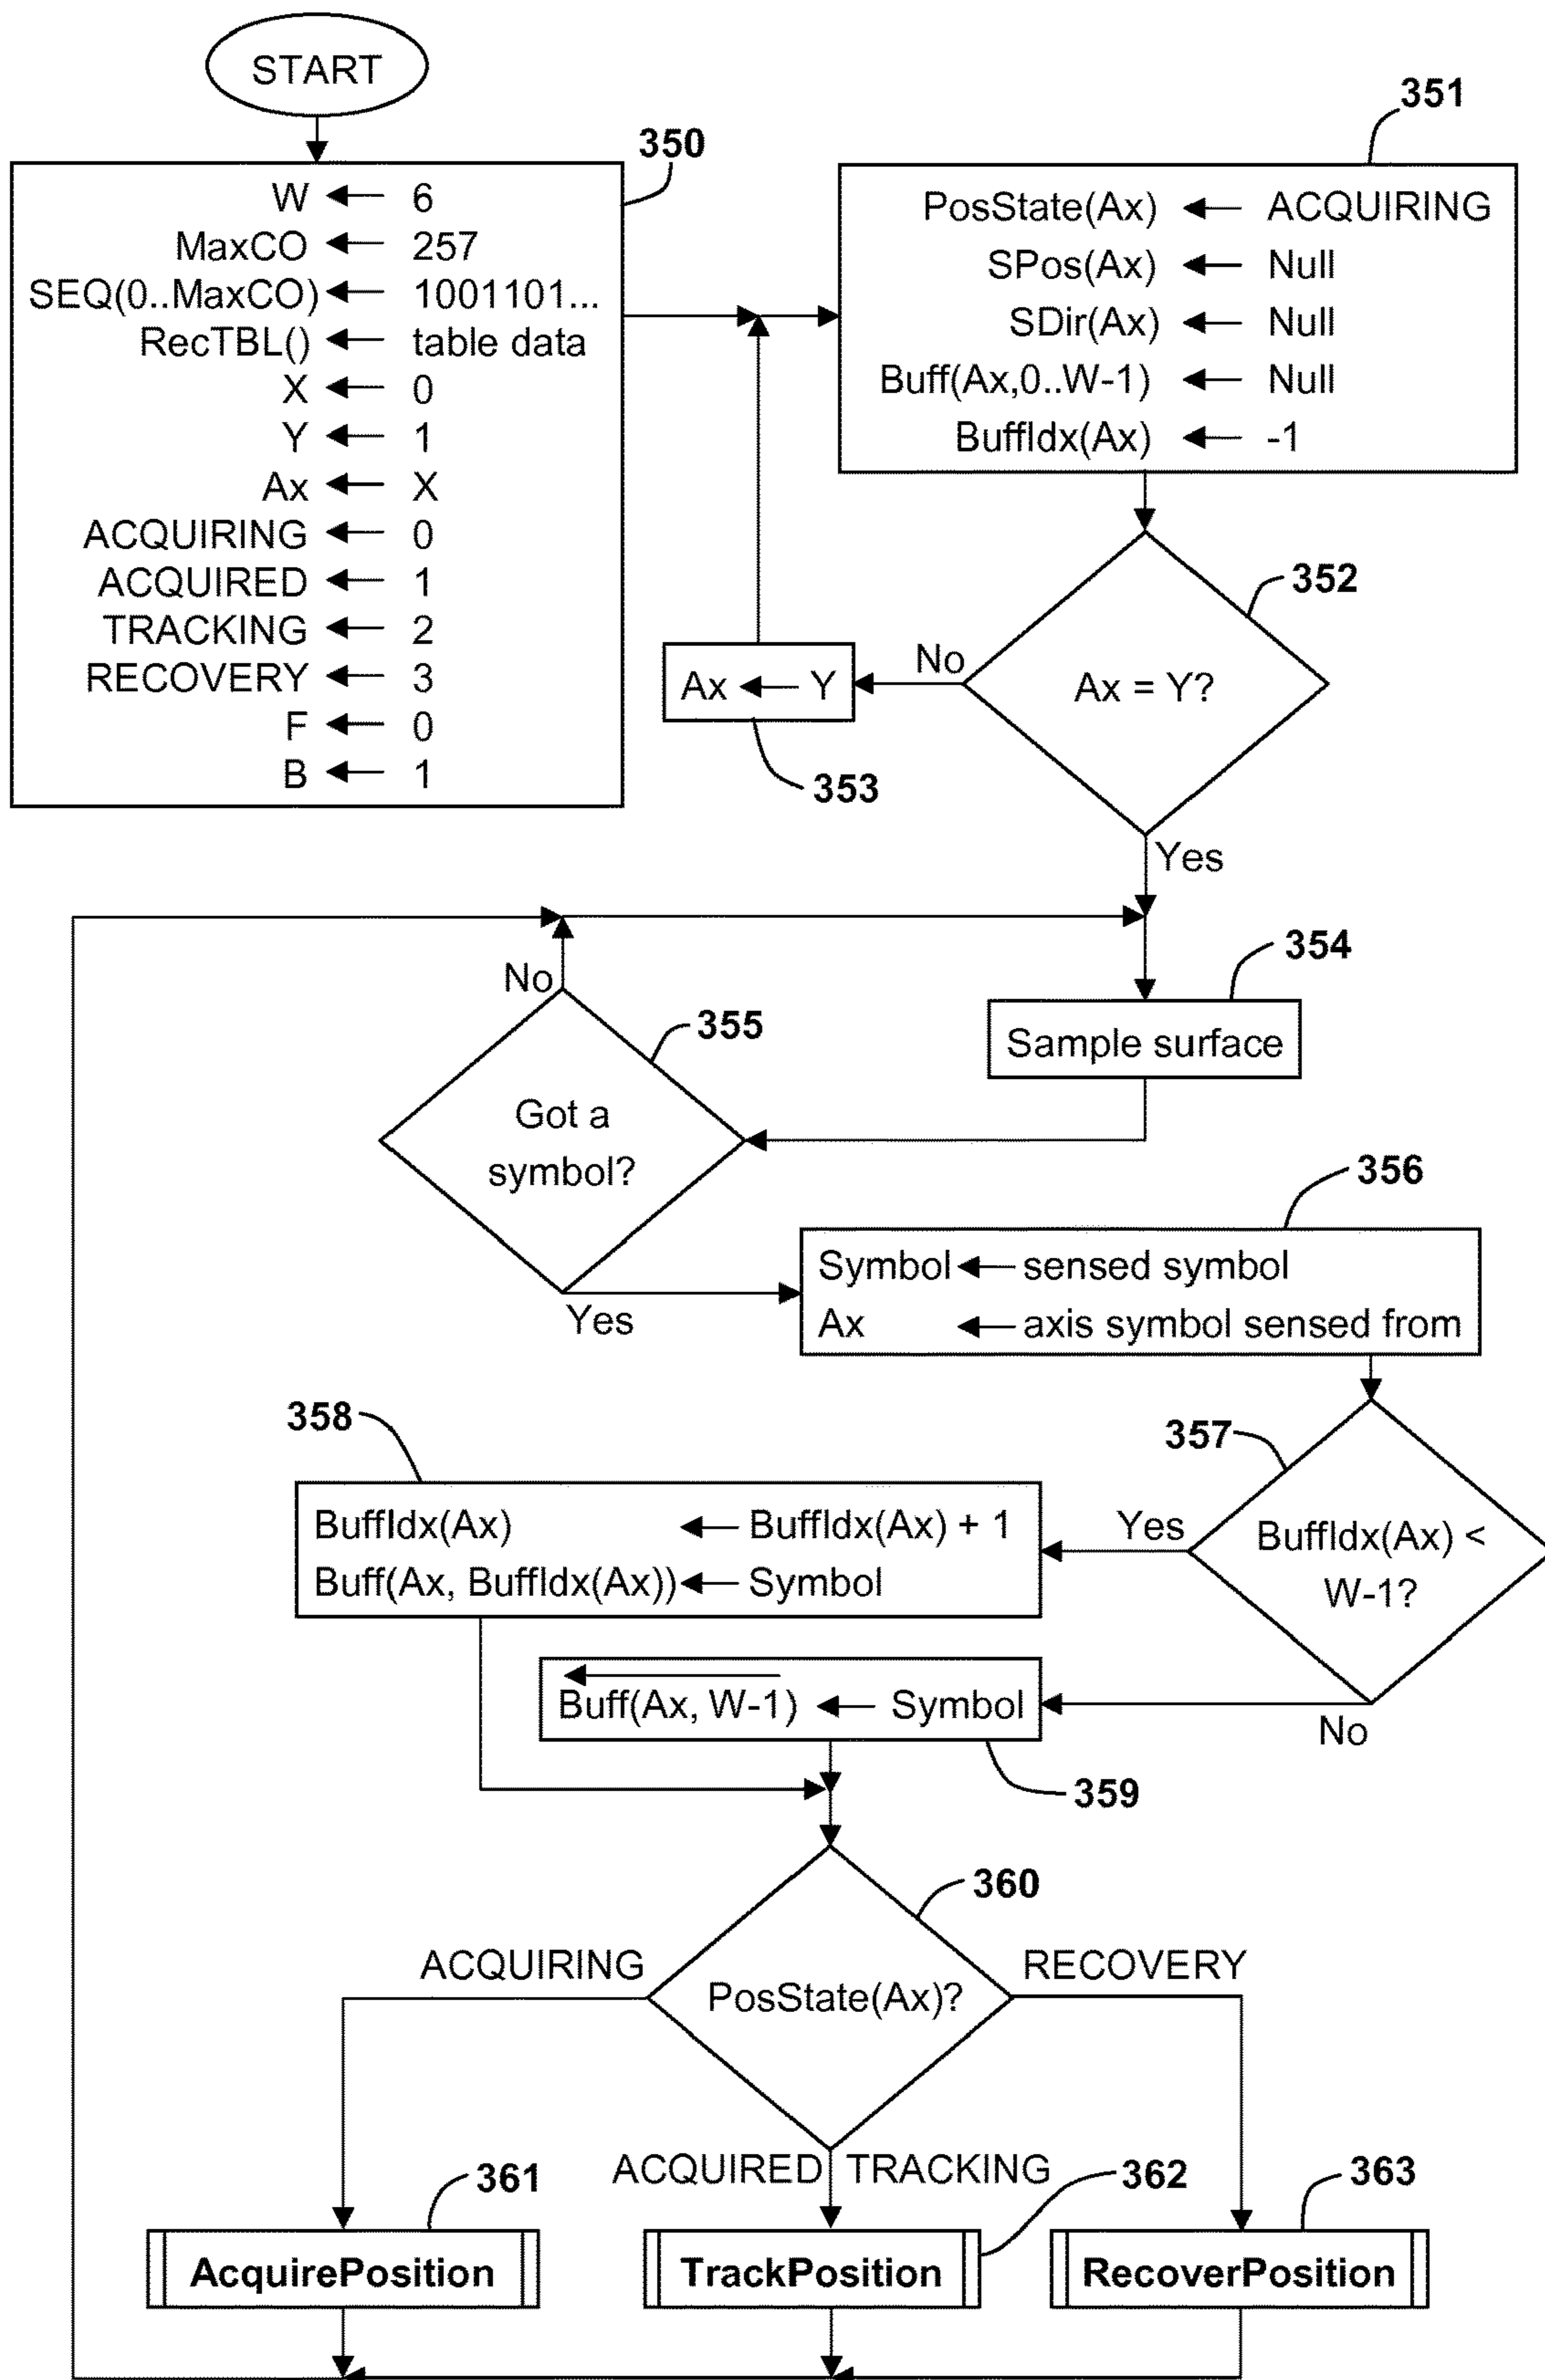 START
350
W ← 6
MaxCO ← 257
SEQ(0..MaxCO) ← 1001101...
RecTBL() ← table data
X ← 0
Y ← 1
Ax ← X
ACQUIRING ← 0
ACQUIRED ← 1
TRACKING ← 2
RECOVERY ← 3
F ← 0
B ← 1
351
PosState(Ax) ← ACQUIRING
SPos(Ax) ← Null
SDir(Ax) ← Null
Buff(Ax,0..W-1) ← Null
BuffIdx(Ax) ← -1
352
Ax = Y?
No
Ax ← Y
353
Yes
354
Sample surface
No
355
Got a
symbol?
Yes
356
Symbol ← sensed symbol
Ax ← axis symbol sensed from
357
BuffIdx(Ax) <
W-1?
Yes
358
BuffIdx(Ax) ← BuffIdx(Ax) + 1
Buff(Ax, BuffIdx(Ax)) ← Symbol
Buff(Ax, W-1) ← Symbol
No
359
360
PosState(Ax)?
ACQUIRING
RECOVERY
ACQUIRED TRACKING
361
362
363
AcquirePosition
TrackPosition
RecoverPosition